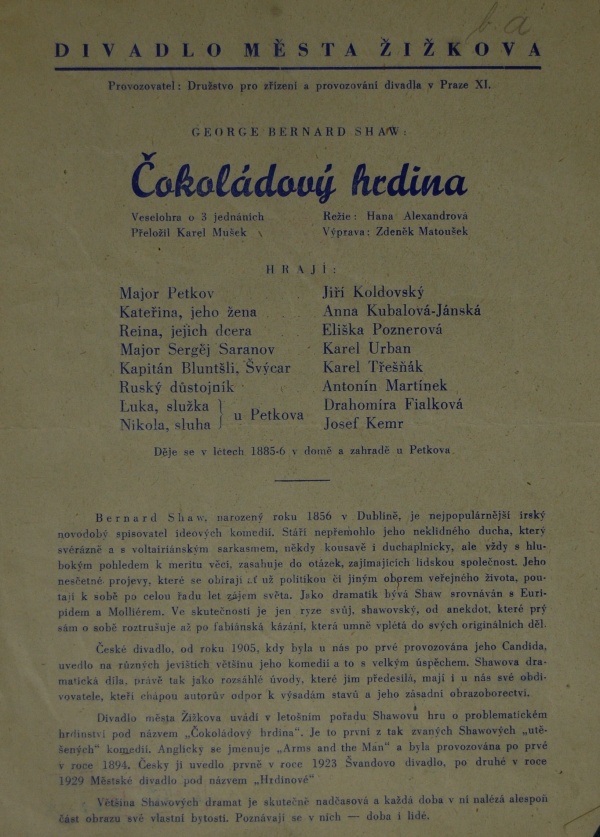 b.a
DIVADLO MĚSTA ŽIŽKOVA
Provozovatel: Družstvo pro zřízení a provozování divadla v Praze XI.
GEORGE BERNARD SHAW:
Čokoládový hrdina
Veselohra o 3 jednáních Režie: Hana Alexandrová
Přeložil Karel Mušek Výprava: Zdeněk Matoušek
HRAJÍ:
Major Petkov Jiří Koldovský
Kateřina, jeho žena Anna Kubalová-Jánská
Reina, jejich dcera Eliška Poznerová
Major Sergěj Saranov Karel Urban
Kapitán Bluntšli, Švýcar Karel Třešňák
Ruský důstojník Antonín Martínek
Luka, služka } u Petkova Drahomíra Fialková
Nikola, sluha } Josef Kemr
Děje se v létech 1885-6 v domě a zahradě u Petkova
Bernard Shaw, narozený roku 1856 v Dublině, je nejpopulárnější irský
novodobý spisovatel ideových komedií. Stáří nepřemohlo jeho neklidného ducha, který
svérázně a s voltairiánským sarkasmem, někdy kousavě i duchaplnicky, ale vždy s hlu-
bokým pohledem k meritu věci, zasahuje do otázek, zajímajících lidskou společnost. Jeho
nesčetné projevy, které se obírají ať už politikou či jiným oborem veřejného života, pou-
tají k sobě po celou řadu let zájem světa. Jako dramatik bývá Shaw srovnáván s Euri-
pidem a Molliérem. Ve skutečnosti je jen ryze svůj, shawovský, od anekdot, které prý
sám o sobě roztrušuje až po fabiánská kázání, která umně vplétá do svých originálních děl.
České divadlo, od roku 1905, kdy byla u nás po prvé provozována jeho Candida,
uvedlo na různých jevištích většinu jeho komedií a to s velkým úspěchem. Shawova dra-
matická díla, právě tak jako rozsáhlé úvody, které jim předesílá, mají i u nás své obdi-
vovatele, kteří chápou autorův odpor k výsadám stavů a jeho zásadní obrazoborectví.
Divadlo města Žižkova uvádí v letošním pořadu Shawovu hru o problematickém
hrdinství pod názvem „Čokoládový hrdina". Je to první z tak zvaných Shawových „utě-
šených" komedií. Anglicky se jmenuje „Arms and the Man" a byla provozována po prvé
v roce 1894. Česky ji uvedlo prvně v roce 1923 Švandovo divadlo, po druhé v roce
1929 Městské divadlo pod názvem „Hrdinové"
Většina Shawových dramat je skutečně nadčasová a každá doba v ní nalézá alespoň
část obrazu své vlastní bytosti. Poznávají se v nich — doba i lidé.